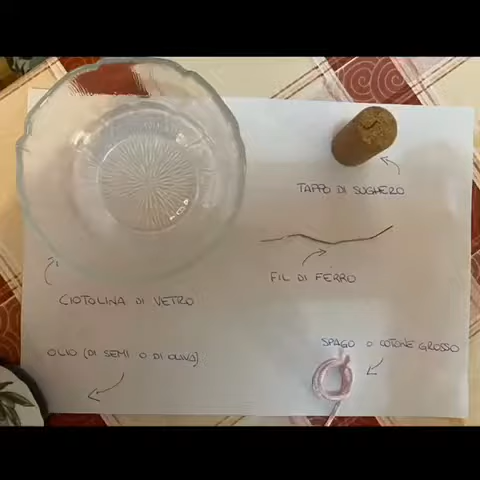 TAPPO DI SUGHERO
FIL DI FERRO
CIOTOLINA DI VETRO
SPAGO O COTONE GROSSO
OLIO (DI SEMI O DI OLIVA)